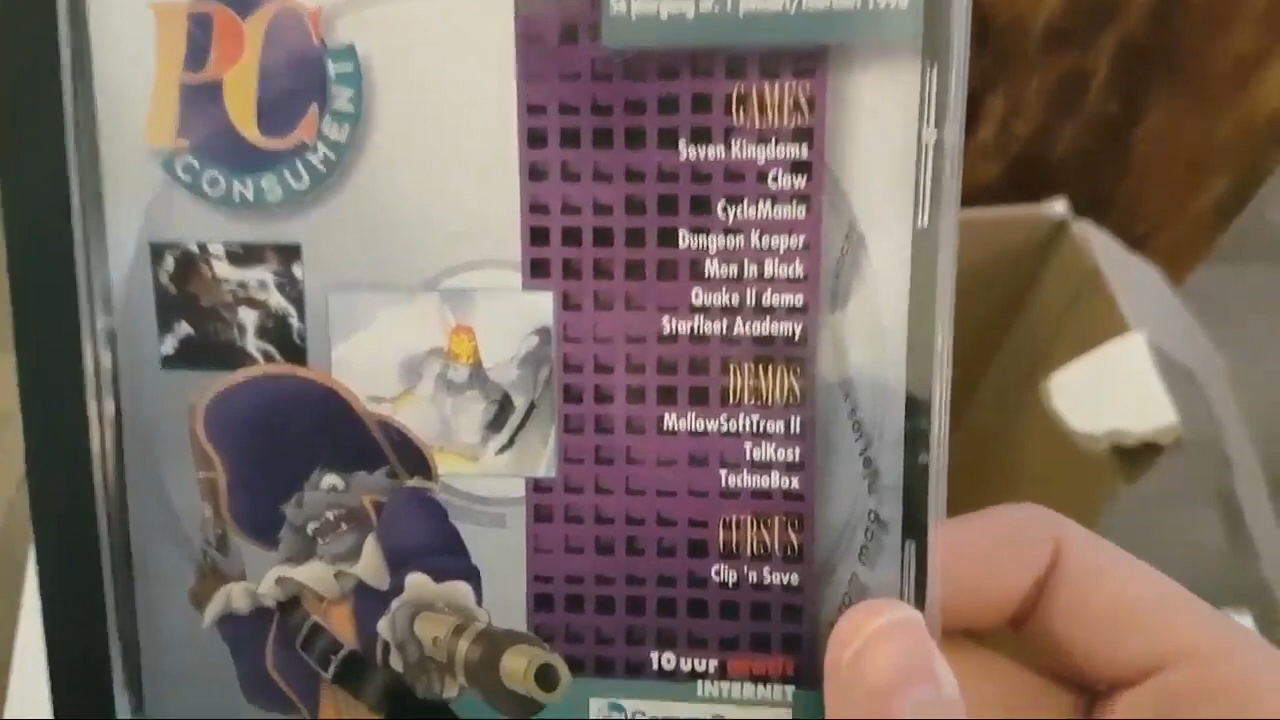 PC
CONSUMENT
GAMES
Seven Kingdoms
Claw
CycleMania
Dungeon Keeper
Men In Black
Quake II demo
Starfleet Academy
DEMOS
MellowSoftTron II
TelKost
TechnoBox
CURSUS
Clip 'n Save
10 uur
INTERNET